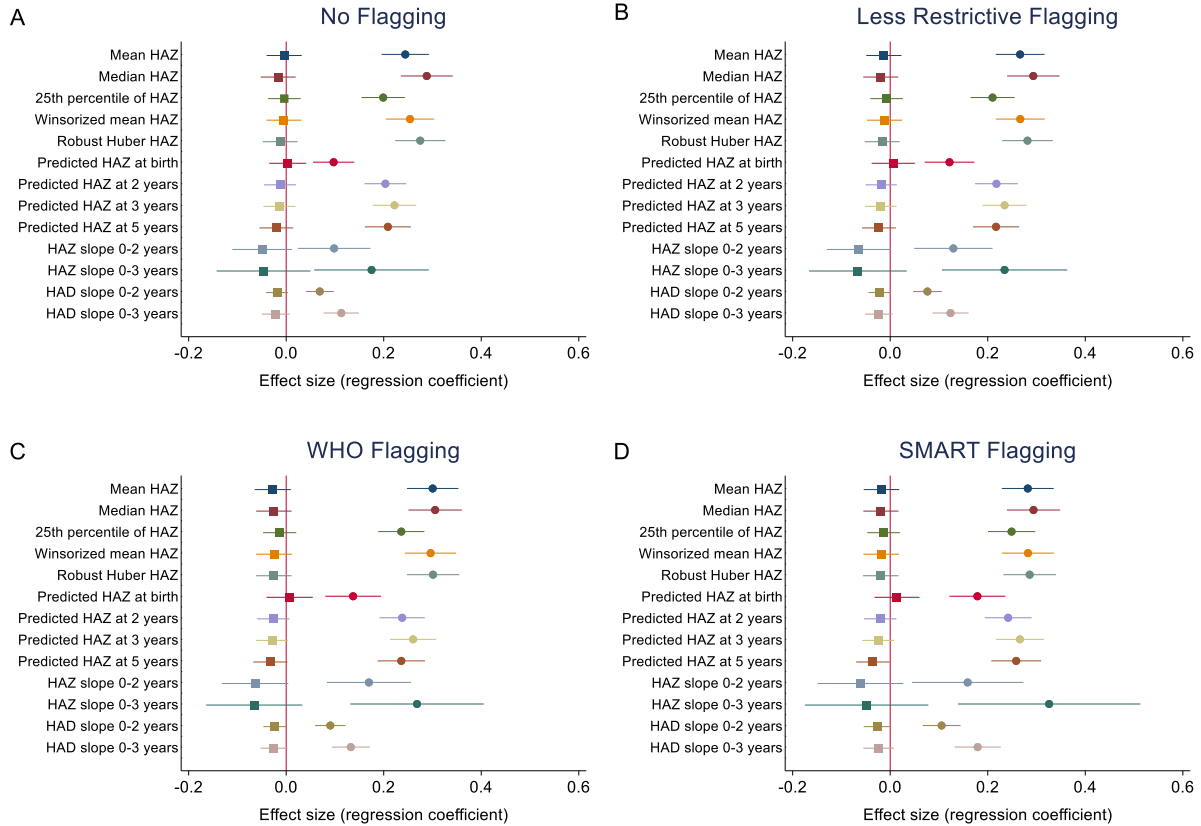 A
No Flagging
Mean HAZ
Median HAZ
25th percentile of HAZ
Winsorized mean HAZ
Robust Huber HAZ
Predicted HAZ at birth
Predicted HAZ at 2 years
Predicted HAZ at 3 years
Predicted HAZ at 5 years
HAZ slope 0-2 years
HAZ slope 0-3 years
HAD slope 0-2 years
HAD slope 0-3 years
-0.2 0.0 0.2 0.4 0.6
Effect size (regression coefficient)
B
Less Restrictive Flagging
Mean HAZ
Median HAZ
25th percentile of HAZ
Winsorized mean HAZ
Robust Huber HAZ
Predicted HAZ at birth
Predicted HAZ at 2 years
Predicted HAZ at 3 years
Predicted HAZ at 5 years
HAZ slope 0-2 years
HAZ slope 0-3 years
HAD slope 0-2 years
HAD slope 0-3 years
-0.2 0.0 0.2 0.4 0.6
Effect size (regression coefficient)
C
WHO Flagging
Mean HAZ
Median HAZ
25th percentile of HAZ
Winsorized mean HAZ
Robust Huber HAZ
Predicted HAZ at birth
Predicted HAZ at 2 years
Predicted HAZ at 3 years
Predicted HAZ at 5 years
HAZ slope 0-2 years
HAZ slope 0-3 years
HAD slope 0-2 years
HAD slope 0-3 years
-0.2 0.0 0.2 0.4 0.6
Effect size (regression coefficient)
D
SMART Flagging
Mean HAZ
Median HAZ
25th percentile of HAZ
Winsorized mean HAZ
Robust Huber HAZ
Predicted HAZ at birth
Predicted HAZ at 2 years
Predicted HAZ at 3 years
Predicted HAZ at 5 years
HAZ slope 0-2 years
HAZ slope 0-3 years
HAD slope 0-2 years
HAD slope 0-3 years
-0.2 0.0 0.2 0.4 0.6
Effect size (regression coefficient)